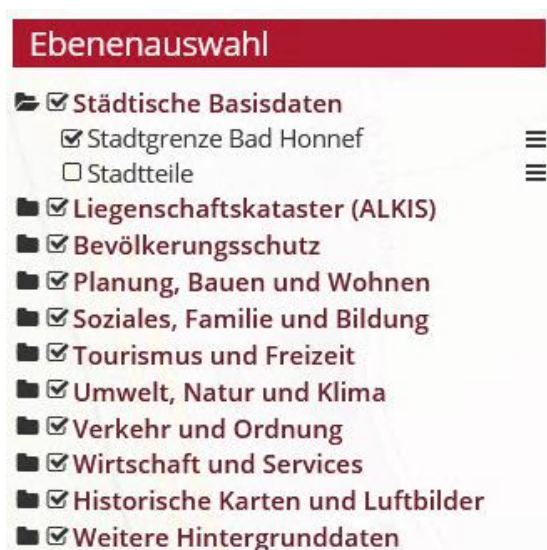 Ebenenauswahl
Städtische Basisdaten
Stadtgrenze Bad Honnef
Stadtteile
Liegenschaftskataster (ALKIS)
Bevölkerungsschutz
Planung, Bauen und Wohnen
Soziales, Familie und Bildung
Tourismus und Freizeit
Umwelt, Natur und Klima
Verkehr und Ordnung
Wirtschaft und Services
Historische Karten und Luftbilder
Weitere Hintergrunddaten